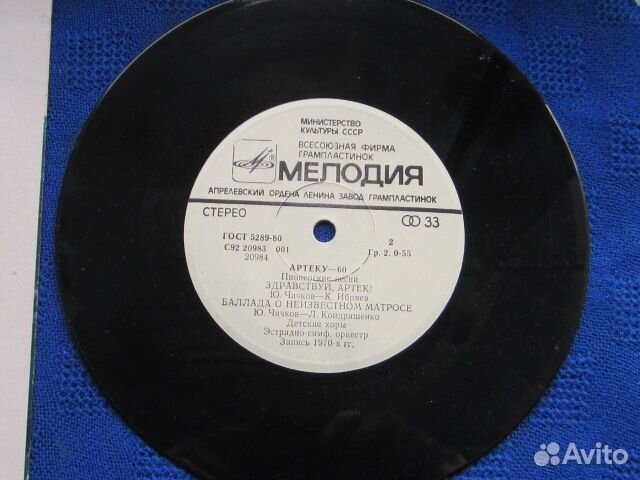 МИНИСТЕРСТВО
КУЛЬТУРЫ СССР
ВСЕСОЮЗНАЯ ФИРМА
ГРАМПЛАСТИНОК
МЕЛОДИЯ
АПРЕЛЕВСКИЙ ОРДЕНА ЛЕНИНА ЗАВОД ГРАМПЛАСТИНОК
СТЕРЕО 33
ГОСТ 5289-80 2
С92 20983 001 Гр. 2. 0-55
20984
АРТЕКУ—60
Пионерские песни
ЗДРАВСТВУЙ, АРТЕК!
Ю. Чичков—К. Ибряев
БАЛЛАДА О НЕИЗВЕСТНОМ МАТРОСЕ
Ю. Чичков—Л. Кондрашенко
Детские хоры
Эстрадно-симф. оркестр
Запись 1970-х гг.
Avito